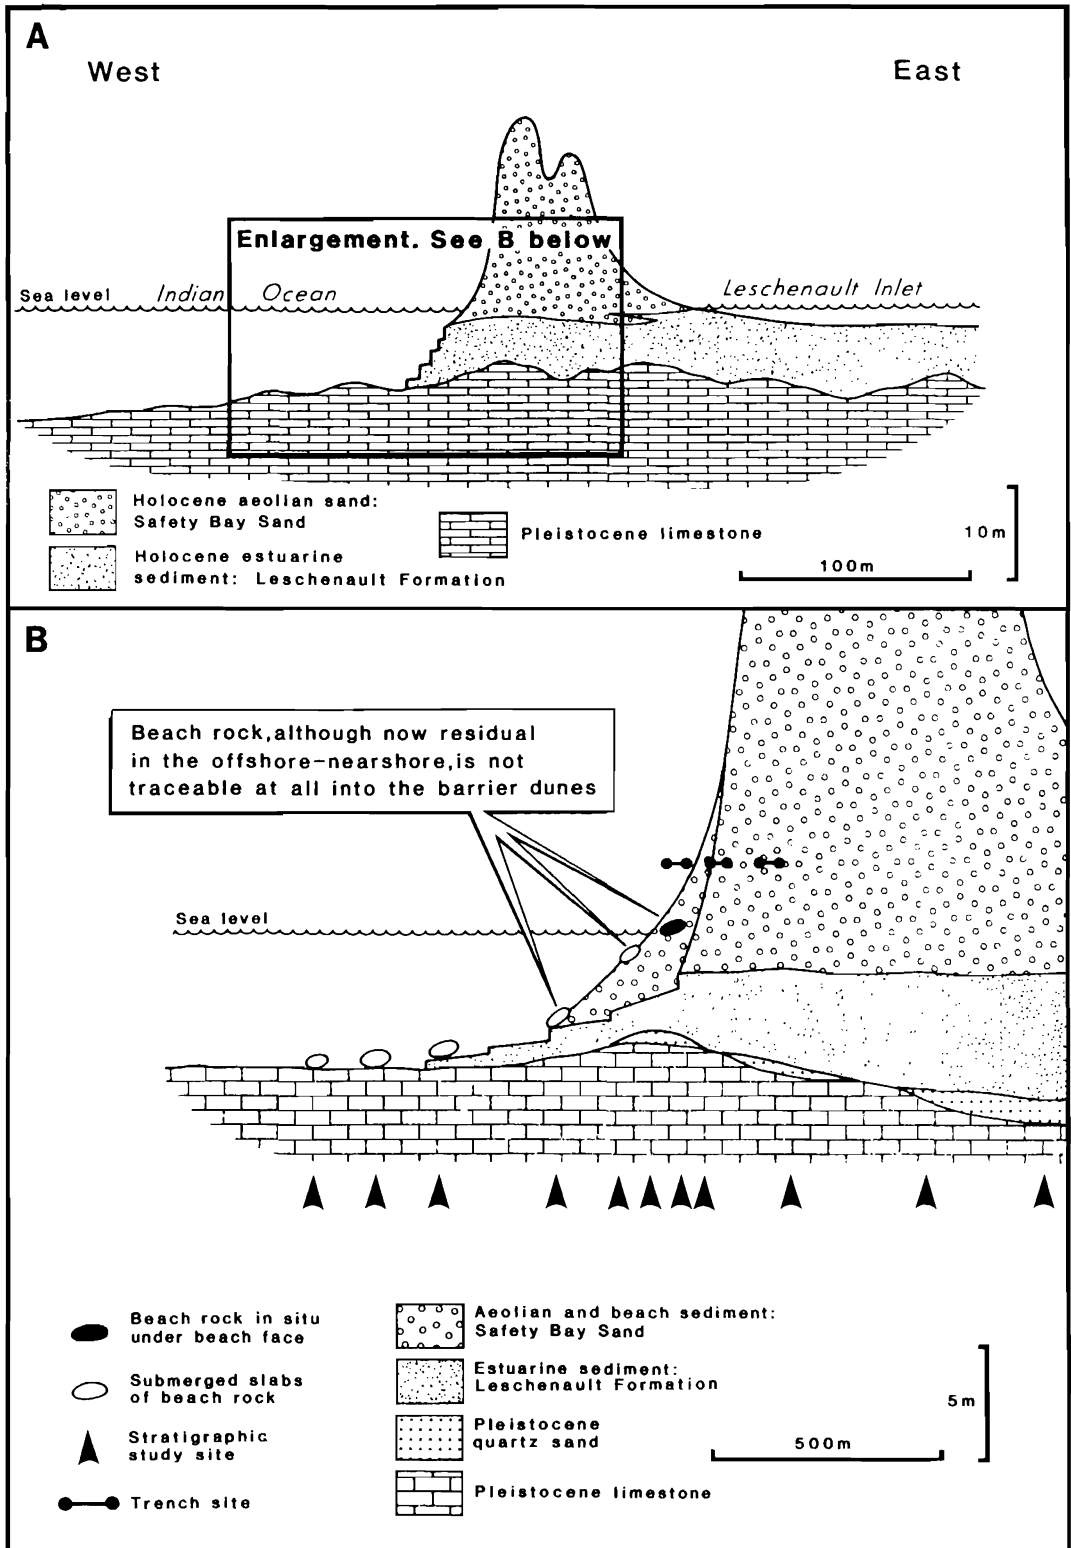 A
West
East
Enlargement. See B below
Sea level
Indian Ocean
Leschenault Inlet
Holocene aeolian sand:
Safety Bay Sand
Holocene estuarine
sediment: Leschenault Formation
Pleistocene limestone
10m
100m
B
Beach rock,although now residual
in the offshore-nearshore,is not
traceable at all into the barrier dunes
Sea level
Beach rock in situ
under beach face
Submerged slabs
of beach rock
Stratigraphic
study site
Trench site
Aeolian and beach sediment:
Safety Bay Sand
Estuarine sediment:
Leschenault Formation
Pleistocene
quartz sand
Pleistocene limestone
5m
500m